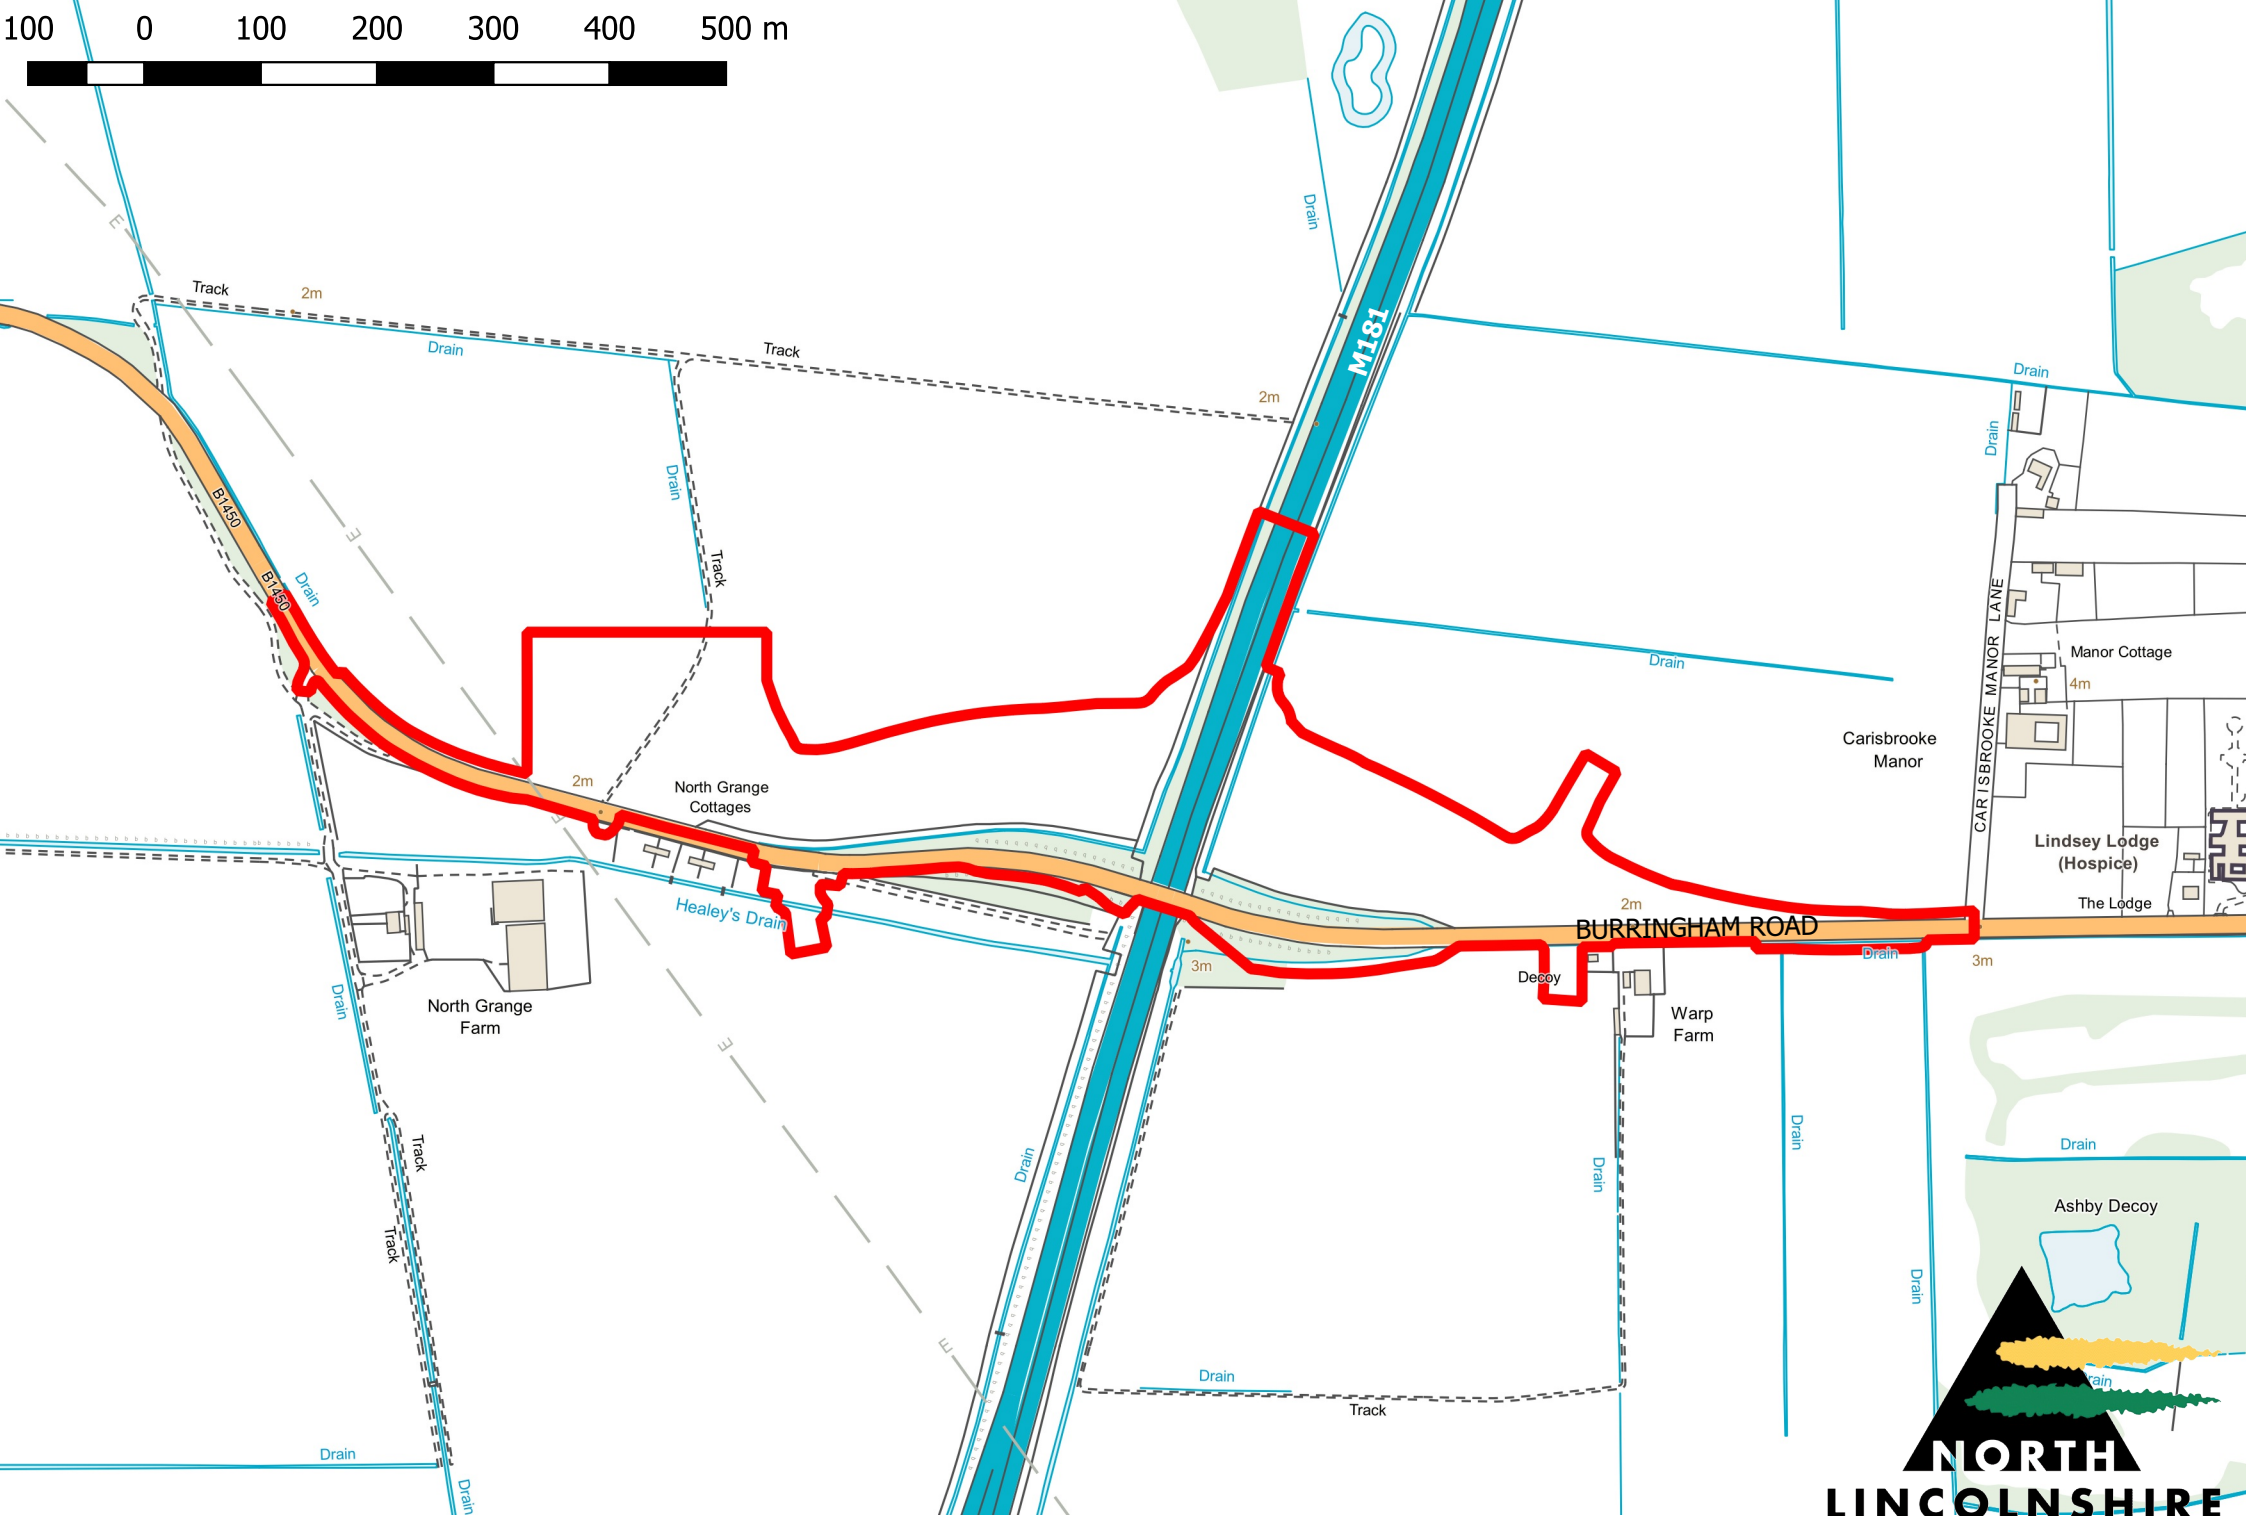 100 0 100 200 300 400 500 m
E
Drain
Track
2m
M181
Drain
Track
Drain
2m
Drain
Drain
B1450
E
Track
B1450
Drain
CARISBROOKE MANOR LANE
Manor Cottage
Drain
4m
Carisbrooke
Manor
2m
North Grange
Cottages
E
Lindsey Lodge
(Hospice)
The Lodge
2m
BURRINGHAM ROAD
Healey's Drain
Drain
3m
3m
Decoy
North Grange
Farm
Drain
Warp
Farm
E
Track
Drain
Drain
Drain
Drain
Ashby Decoy
Track
Drain
E
Drain
Track
rain
Drain
Drain
NORTH
LINCOLNSHIRE